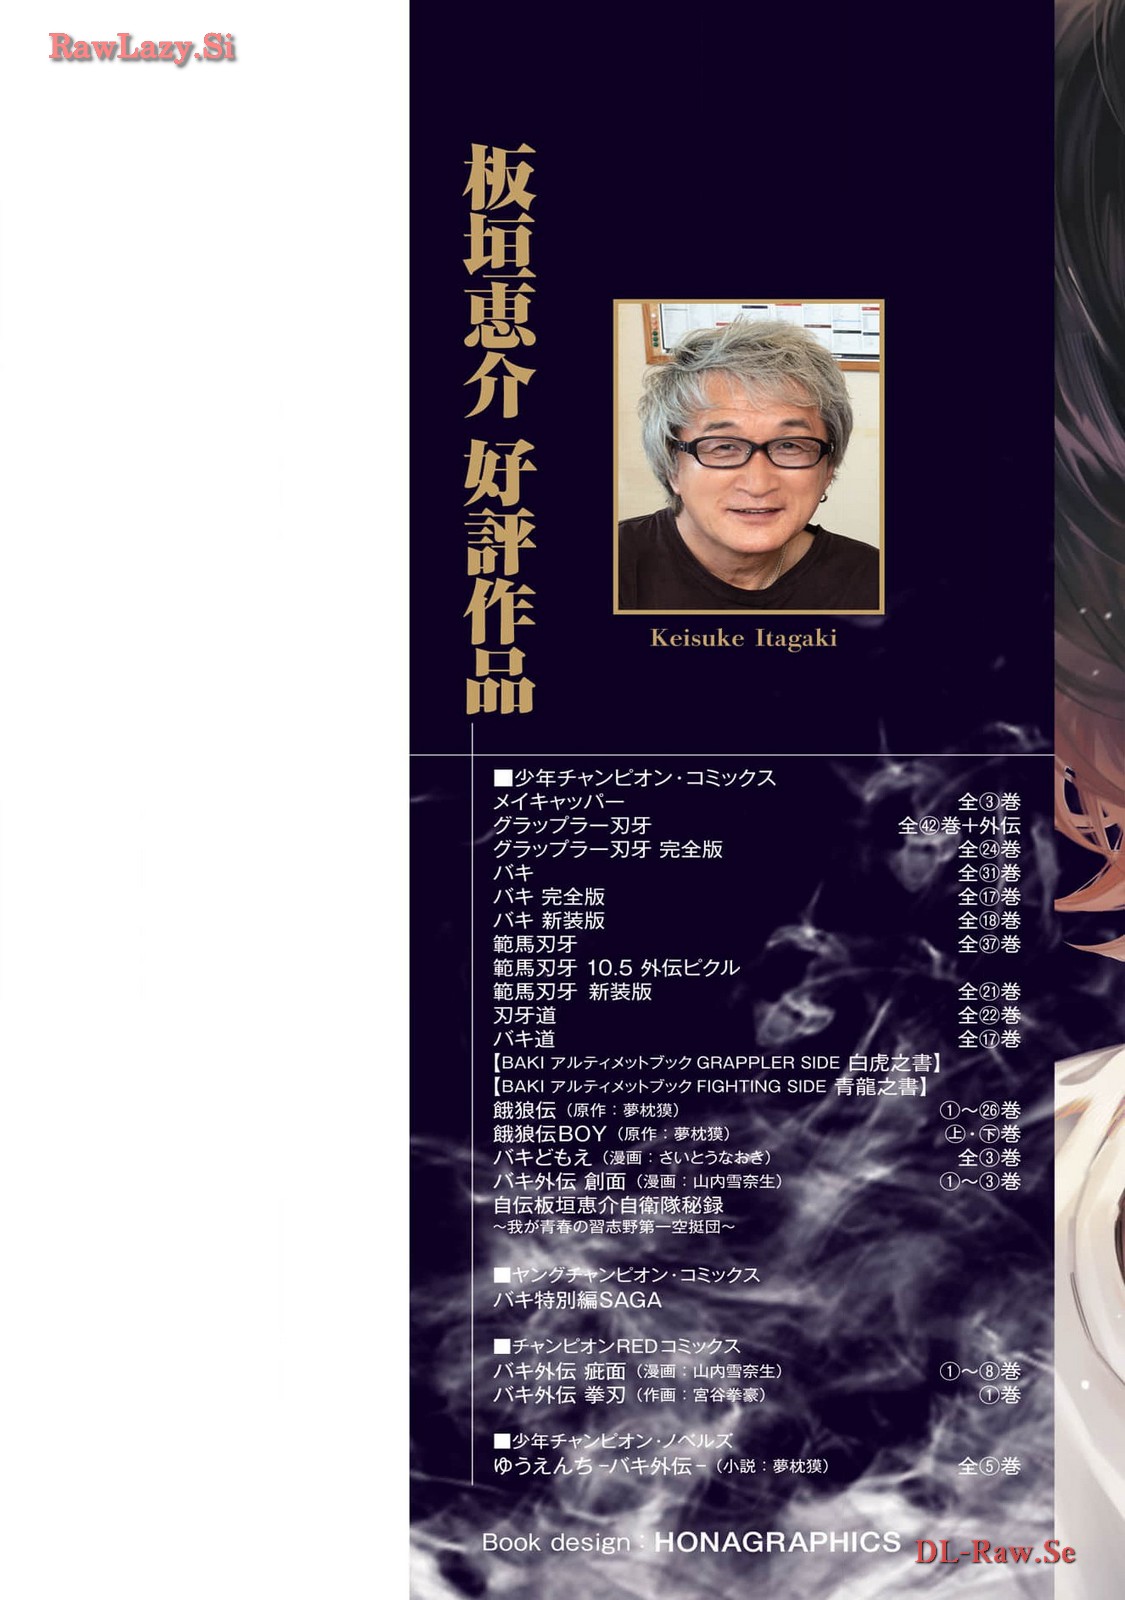 RawLazy.Si
板垣恵介 好評作品
Keisuke Itagaki
■少年チャンピオン・コミックス
メイキャッパー 全③巻
グラップラー刃牙 全㊷巻＋外伝
グラップラー刃牙 完全版 全㉔巻
バキ 全㉛巻
バキ 完全版 全⑰巻
バキ 新装版 全⑱巻
範馬刃牙 全㊲巻
範馬刃牙 10.5 外伝ピクル
範馬刃牙 新装版 全㉑巻
刃牙道 全㉒巻
バキ道 全⑰巻
【BAKI アルティメットブック GRAPPLER SIDE 白虎之書】
【BAKI アルティメットブック FIGHTING SIDE 青龍之書】
餓狼伝（原作：夢枕獏） ①〜㉖巻
餓狼伝BOY（原作：夢枕獏） ㊤・㊦巻
バキどもえ（漫画：さいとうなおき） 全③巻
バキ外伝 創面（漫画：山内雪奈生） ①〜③巻
自伝板垣恵介自衛隊秘録
〜我が青春の習志野第一空挺団〜
■ヤングチャンピオン・コミックス
バキ特別編SAGA
■チャンピオンREDコミックス
バキ外伝 疵面（漫画：山内雪奈生） ①〜⑧巻
バキ外伝 拳刃（作画：宮谷拳豪） ①巻
■少年チャンピオン・ノベルズ
ゆうえんち-バキ外伝-（小説：夢枕獏） 全⑤巻
Book design：HONAGRAPHICS
DL-Raw.Se